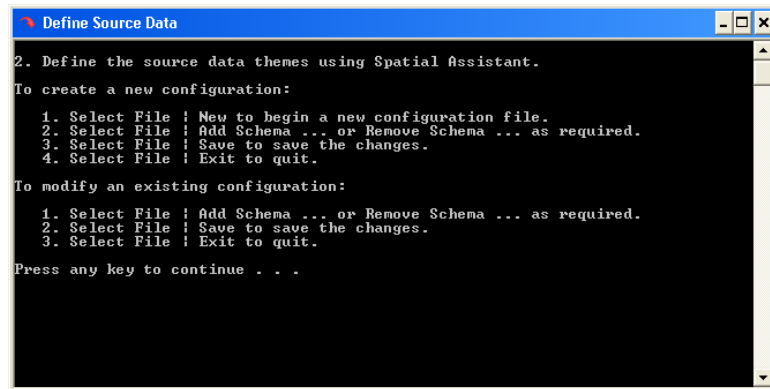 Define Source Data
2. Define the source data themes using Spatial Assistant.
To create a new configuration:
1. Select File ¦ New to begin a new configuration file.
2. Select File ¦ Add Schema ... or Remove Schema ... as required.
3. Select File ¦ Save to save the changes.
4. Select File ¦ Exit to quit.
To modify an existing configuration:
1. Select File ¦ Add Schema ... or Remove Schema ... as required.
2. Select File ¦ Save to save the changes.
3. Select File ¦ Exit to quit.
Press any key to continue . . .